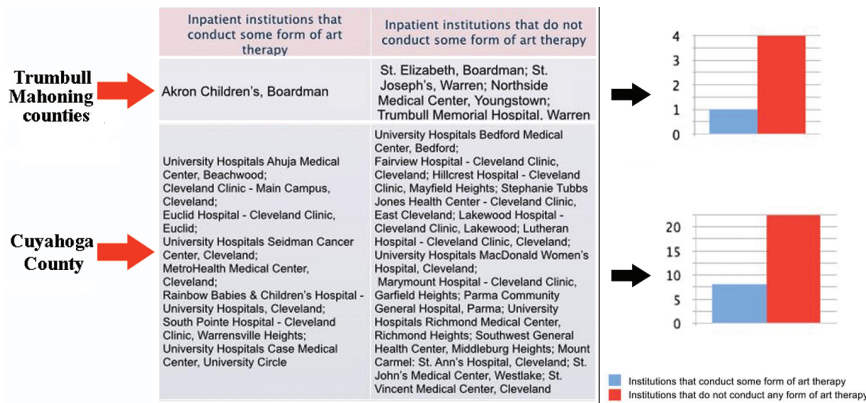 Inpatient institutions that
conduct some form of art
therapy
Inpatient institutions that do not
conduct some form of art
therapy
Trumbull
Mahoning
counties
Akron Children's, Boardman
St. Elizabeth, Boardman; St.
Joseph's, Warren; Northside
Medical Center, Youngstown;
Trumbull Memorial Hospital, Warren
4
3
2
1
0
Cuyahoga
County
University Hospitals Ahuja Medical
Center, Beachwood;
Cleveland Clinic - Main Campus,
Cleveland;
Euclid Hospital - Cleveland Clinic,
Euclid;
University Hospitals Seidman Cancer
Center, Cleveland;
MetroHealth Medical Center,
Cleveland;
Rainbow Babies & Children's Hospital -
University Hospitals, Cleveland;
South Pointe Hospital - Cleveland
Clinic, Warrensville Heights;
University Hospitals Case Medical
Center, University Circle
University Hospitals Bedford Medical
Center, Bedford;
Fairview Hospital - Cleveland Clinic,
Cleveland; Hillcrest Hospital - Cleveland
Clinic, Mayfield Heights; Stephanie Tubbs
Jones Health Center - Cleveland Clinic,
East Cleveland; Lakewood Hospital -
Cleveland Clinic, Lakewood; Lutheran
Hospital - Cleveland Clinic, Cleveland;
University Hospitals MacDonald Women's
Hospital, Cleveland;
Marymount Hospital - Cleveland Clinic,
Garfield Heights; Parma Community
General Hospital, Parma; University
Hospitals Richmond Medical Center,
Richmond Heights; Southwest General
Health Center, Middleburg Heights; Mount
Carmel: St. Ann's Hospital, Cleveland; St.
John's Medical Center, Westlake; St.
Vincent Medical Center, Cleveland
20
15
10
5
0
Institutions that conduct some form of art therapy
Institutions that do not conduct any form of art therapy